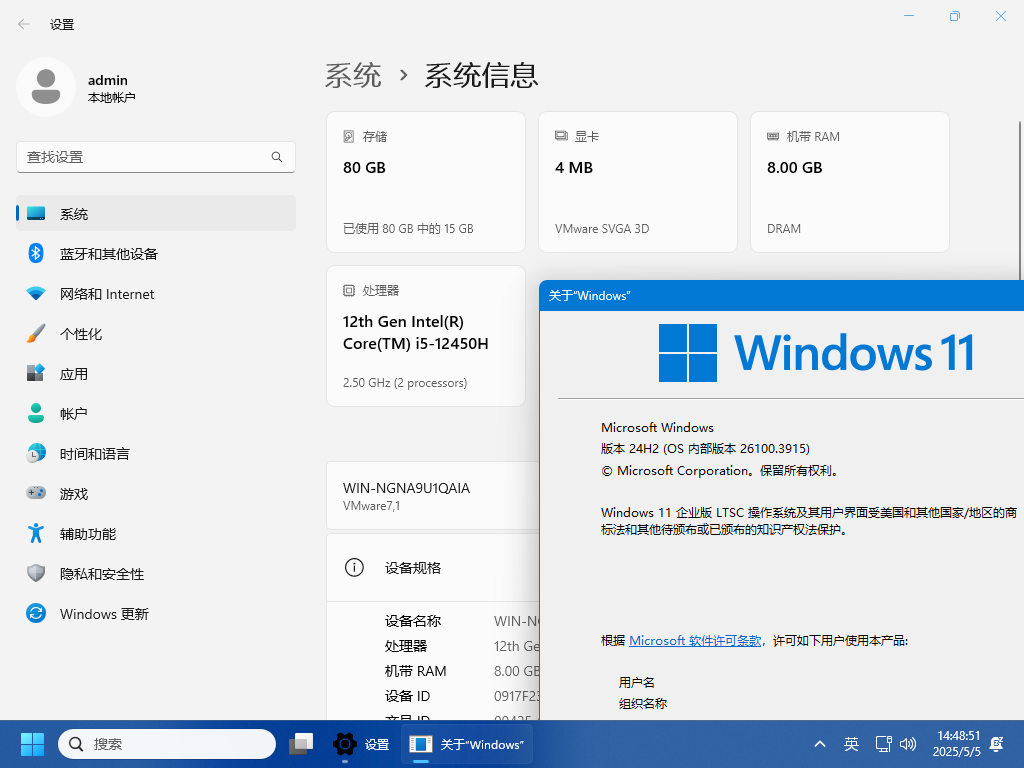 设置
admin
本地帐户
查找设置
系统
蓝牙和其他设备
网络和 Internet
个性化
应用
帐户
时间和语言
游戏
辅助功能
隐私和安全性
Windows 更新
系统 › 系统信息
存储
80 GB
已使用 80 GB 中的 15 GB
显卡
4 MB
VMware SVGA 3D
机带 RAM
8.00 GB
DRAM
处理器
12th Gen Intel(R)
Core(TM) i5-12450H
2.50 GHz (2 processors)
WIN-NGNA9U1QAIA
VMware7,1
设备规格
设备名称 WIN-N
处理器 12th Ge
机带 RAM 8.00 GB
设备 ID 0917F23
关于“Windows”
Windows 11
Microsoft Windows
版本 24H2 (OS 内部版本 26100.3915)
© Microsoft Corporation。保留所有权利。
Windows 11 企业版 LTSC 操作系统及其用户界面受美国和其他国家/地区的商
标法和其他待颁布或已颁布的知识产权法保护。
根据 Microsoft 软件许可条款，许可如下用户使用本产品:
用户名
组织名称
搜索
设置
关于“Windows”
英
14:48:51
2025/5/5